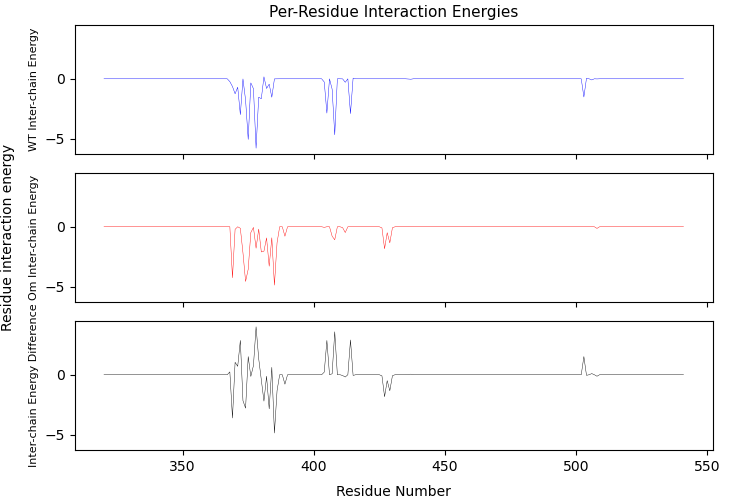 Per-Residue Interaction Energies
Residue interaction energy
WT Inter-chain Energy
0
−5
Om Inter-chain Energy
0
−5
Inter-chain Energy Difference
0
−5
350
400
450
500
550
Residue Number